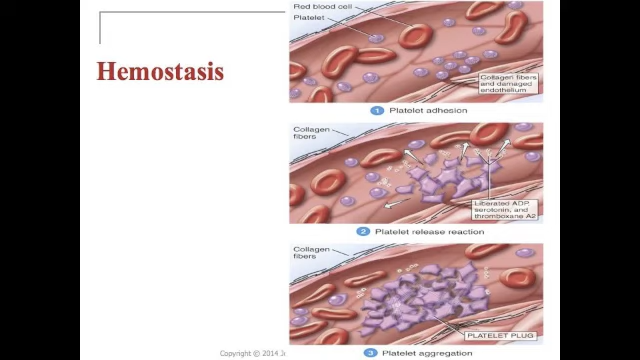 Hemostasis
Red blood cell
Platelet
Collagen fibers
and damaged
endothelium
1 Platelet adhesion
Collagen
fibers
Liberated ADP,
serotonin, and
thromboxane A2
2 Platelet release reaction
Collagen
fibers
PLATELET PLUG
3 Platelet aggregation
Copyright © 2014 J